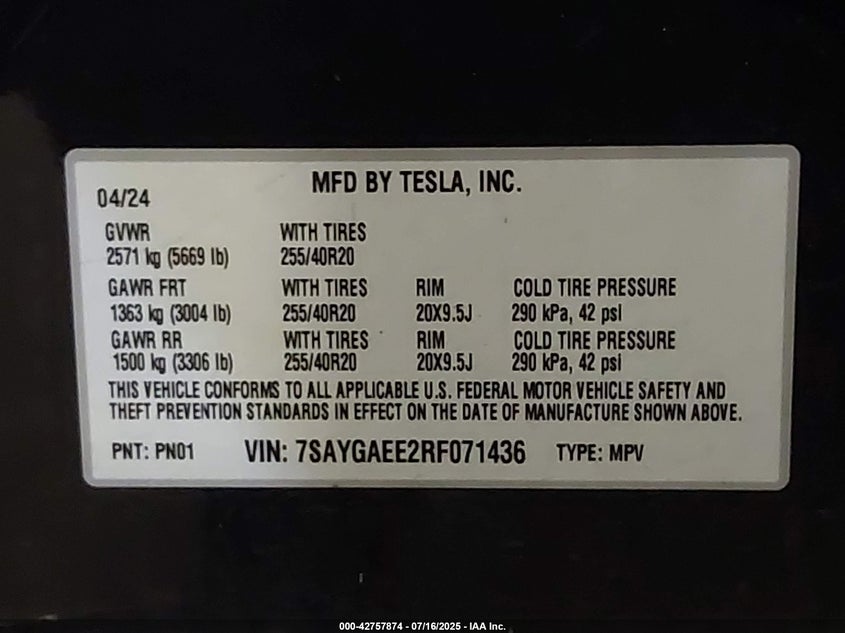 MFD BY TESLA, INC.
04/24
GVWR WITH TIRES
2571 kg (5669 lb) 255/40R20
GAWR FRT WITH TIRES RIM COLD TIRE PRESSURE
1363 kg (3004 lb) 255/40R20 20X9.5J 290 kPa, 42 psi
GAWR RR WITH TIRES RIM COLD TIRE PRESSURE
1500 kg (3306 lb) 255/40R20 20X9.5J 290 kPa, 42 psi
THIS VEHICLE CONFORMS TO ALL APPLICABLE U.S. FEDERAL MOTOR VEHICLE SAFETY AND
THEFT PREVENTION STANDARDS IN EFFECT ON THE DATE OF MANUFACTURE SHOWN ABOVE.
PNT: PN01 VIN: 7SAYGAEE2RF071436 TYPE: MPV
000-42757874 - 07/16/2025 - IAA Inc.